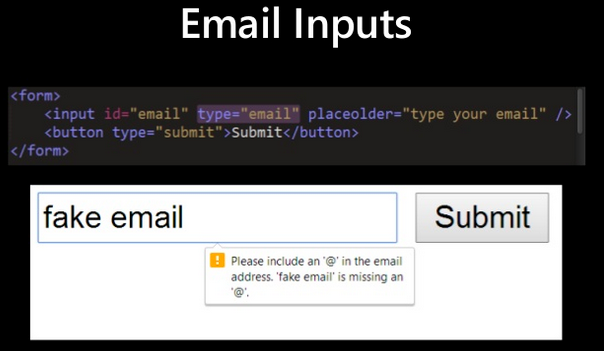 Email Inputs
<form>
<input id="email" type="email" placeolder="type your email" />
<button type="submit">Submit</button>
</form>
fake email
Submit
Please include an '@' in the email
address. 'fake email' is missing an
'@'.